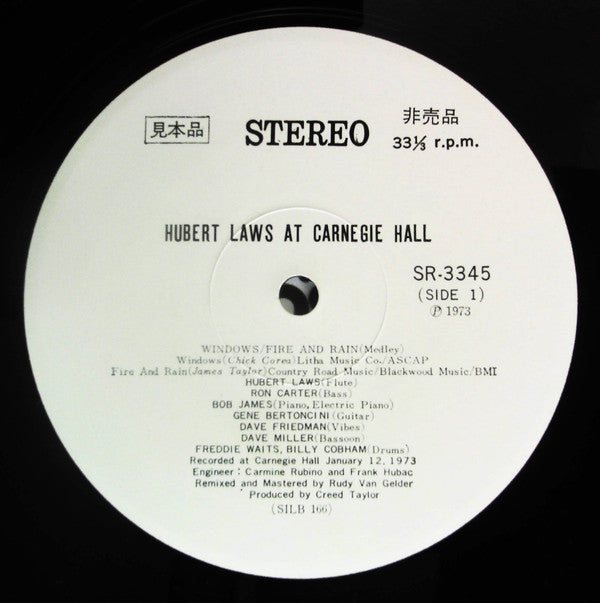 見本品
STEREO
非売品
33⅓ r.p.m.
HUBERT LAWS AT CARNEGIE HALL
SR-3345
(SIDE 1)
Ⓟ 1973
WINDOWS/FIRE AND RAIN(Medley)
Windows(Chick Corea)Litha Music Co./ASCAP
Fire And Rain(James Taylor)Country Road Music/Blackwood Music/BMI
HUBERT LAWS(Flute)
RON CARTER(Bass)
BOB JAMES(Piano, Electric Piano)
GENE BERTONCINI(Guitar)
DAVE FRIEDMAN(Vibes)
DAVE MILLER(Bassoon)
FREDDIE WAITS, BILLY COBHAM(Drums)
Recorded at Carnegie Hall January 12, 1973
Engineer : Carmine Rubino and Frank Hubac
Remixed and Mastered by Rudy Van Gelder
Produced by Creed Taylor
(SILB 166)